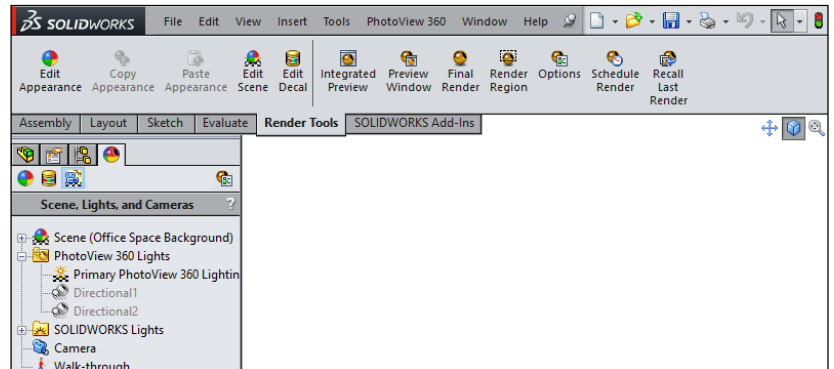 SOLIDWORKS File Edit View Insert Tools PhotoView 360 Window Help
Edit Appearance
Copy Appearance
Paste Appearance
Edit Scene
Edit Decal
Integrated Preview
Preview Window
Final Render
Render Region
Options
Schedule Render
Recall Last Render
Assembly Layout Sketch Evaluate Render Tools SOLIDWORKS Add-Ins
Scene, Lights, and Cameras ?
Scene (Office Space Background)
PhotoView 360 Lights
Primary PhotoView 360 Lightin
Directional1
Directional2
SOLIDWORKS Lights
Camera
Walk-through